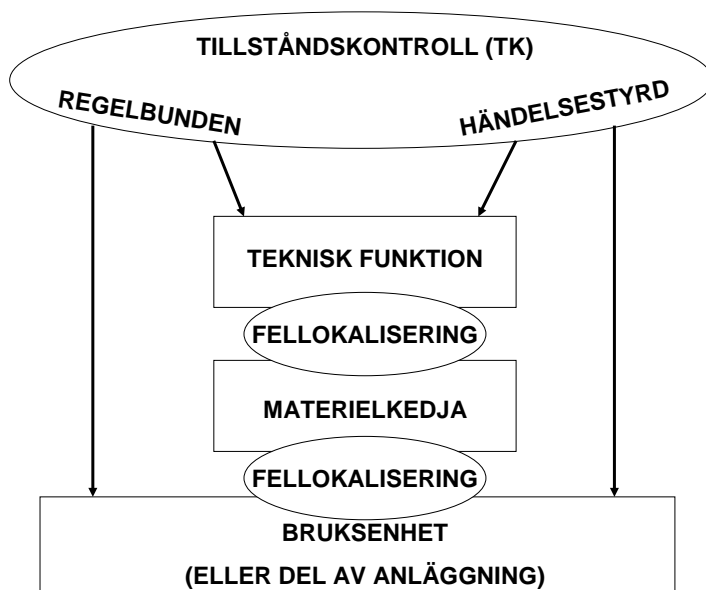 TILLSTÅNDSKONTROLL (TK)
REGELBUNDEN
HÄNDELSESTYRD
TEKNISK FUNKTION
FELLOKALISERING
MATERIELKEDJA
FELLOKALISERING
BRUKSENHET
(ELLER DEL AV ANLÄGGNING)